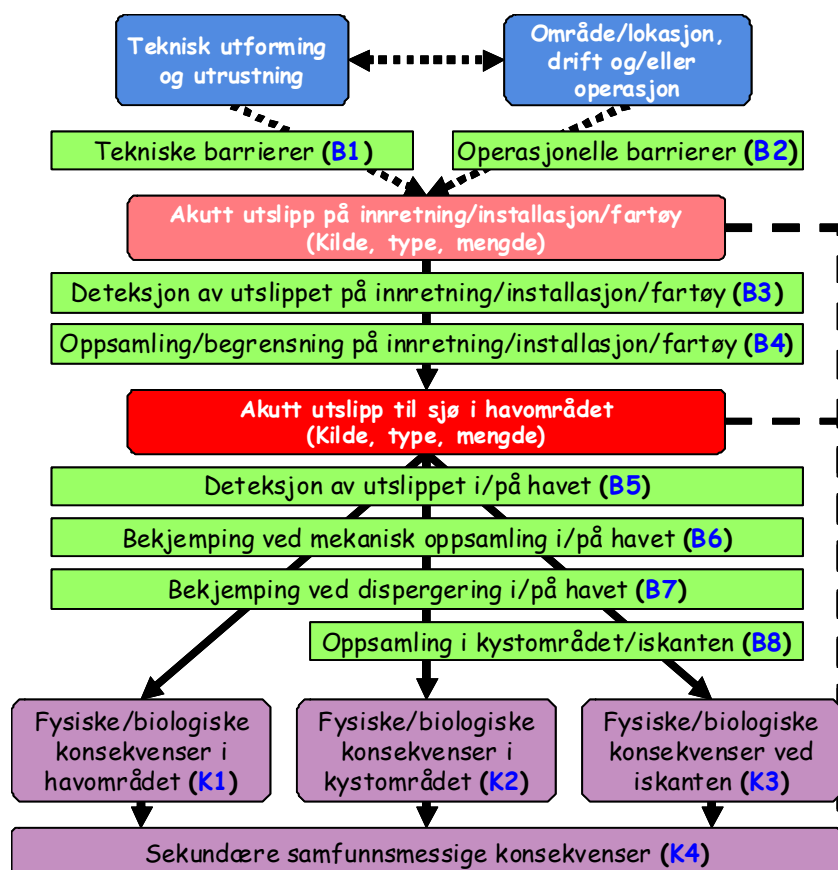 Teknisk utforming
og utrustning
Område/lokasjon,
drift og/eller
operasjon
Tekniske barrierer (B1)
Operasjonelle barrierer (B2)
Akutt utslipp på innretning/installasjon/fartøy
(Kilde, type, mengde)
Deteksjon av utslippet på innretning/installasjon/fartøy (B3)
Oppsamling/begrensning på innretning/installasjon/fartøy (B4)
Akutt utslipp til sjø i havområdet
(Kilde, type, mengde)
Deteksjon av utslippet i/på havet (B5)
Bekjemping ved mekanisk oppsamling i/på havet (B6)
Bekjemping ved dispergering i/på havet (B7)
Oppsamling i kystområdet/iskanten (B8)
Fysiske/biologiske
konsekvenser i
havområdet (K1)
Fysiske/biologiske
konsekvenser i
kystområdet (K2)
Fysiske/biologiske
konsekvenser ved
iskanten (K3)
Sekundære samfunnsmessige konsekvenser (K4)